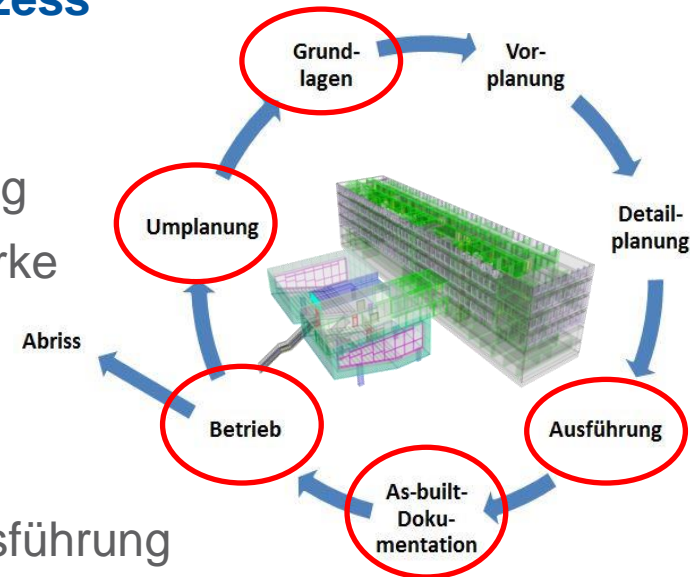 zess
Grund-
lagen
Vor-
planung
g
Umplanung
Detail-
planung
rke
Abriss
Betrieb
Ausführung
As-built-
Doku-
mentation
sführung